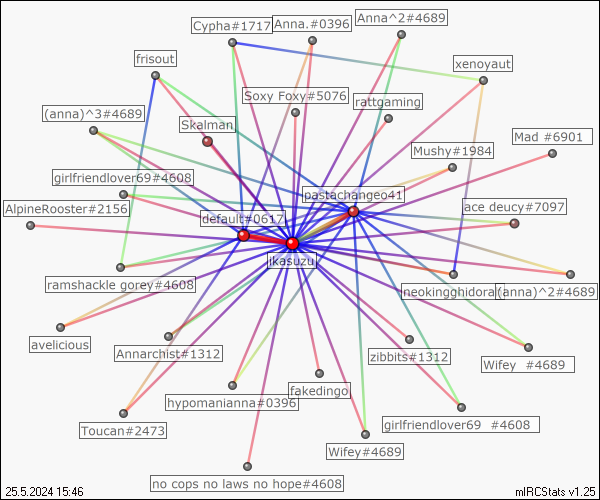 Anna^2#4689
Cypha#1717
Anna.#0396
frisout
xenoyaut
Soxy Foxy#5076
rattgaming
(anna)^3#4689
Skalman
Mad #6901
Mushy#1984
girlfriendlover69#4608
pastachangeo41
AlpineRooster#2156
default#0617
ace deucy#7097
jkasuzu
ramshackle gorey#4608
neokingghidora
(anna)^2#4689
avelicious
Annarchist#1312
zibbits#1312
Wifey #4689
fakedingo
hypomanianna#0396
Toucan#2473
girlfriendlover69 #4608
Wifey#4689
no cops no laws no hope#4608
25.5.2024 15:46
mIRCStats v1.25